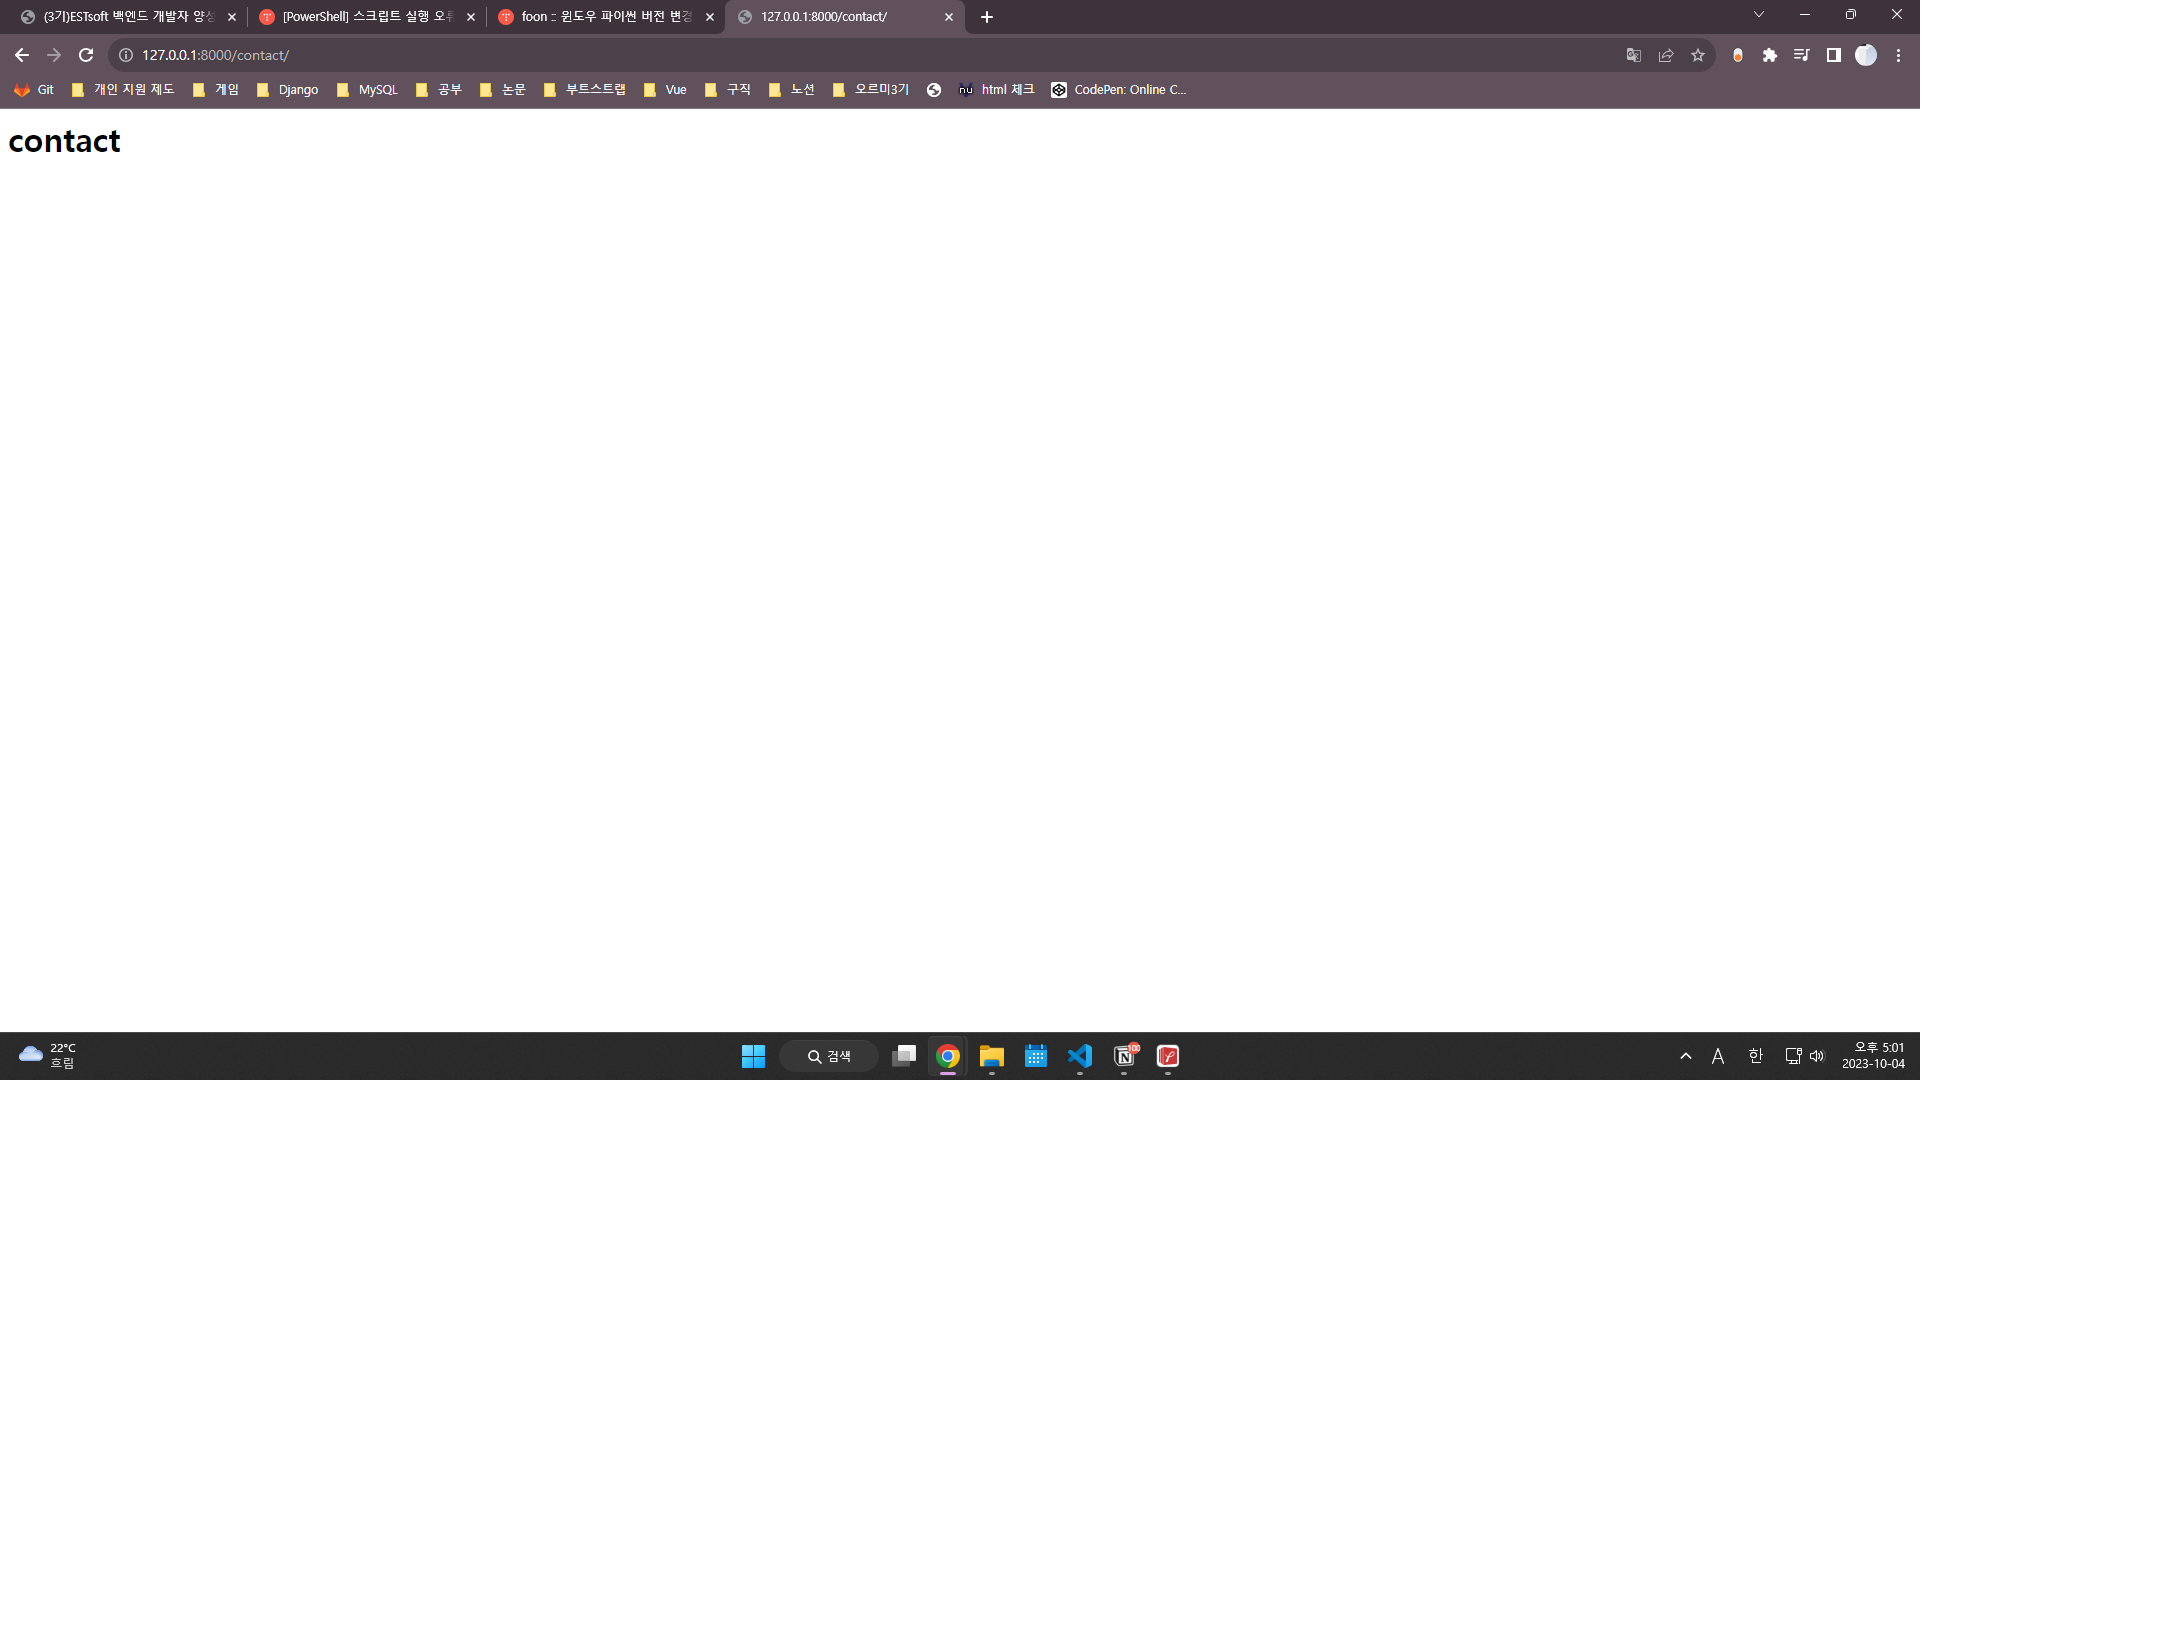 (3기)ESTsoft 백엔드 개발자 양성
[PowerShell] 스크립트 실행 오류
foon :: 윈도우 파이썬 버전 변경
127.0.0.1:8000/contact/
127.0.0.1:8000/contact/
Git 개인 지원 제도 게임 Django MySQL 공부 논문 부트스트랩 Vue 구직 노션 오르미3기 nu html 체크 CodePen: Online C...
contact
22°C
흐림
검색
100
A 한
오후 5:01
2023-10-04